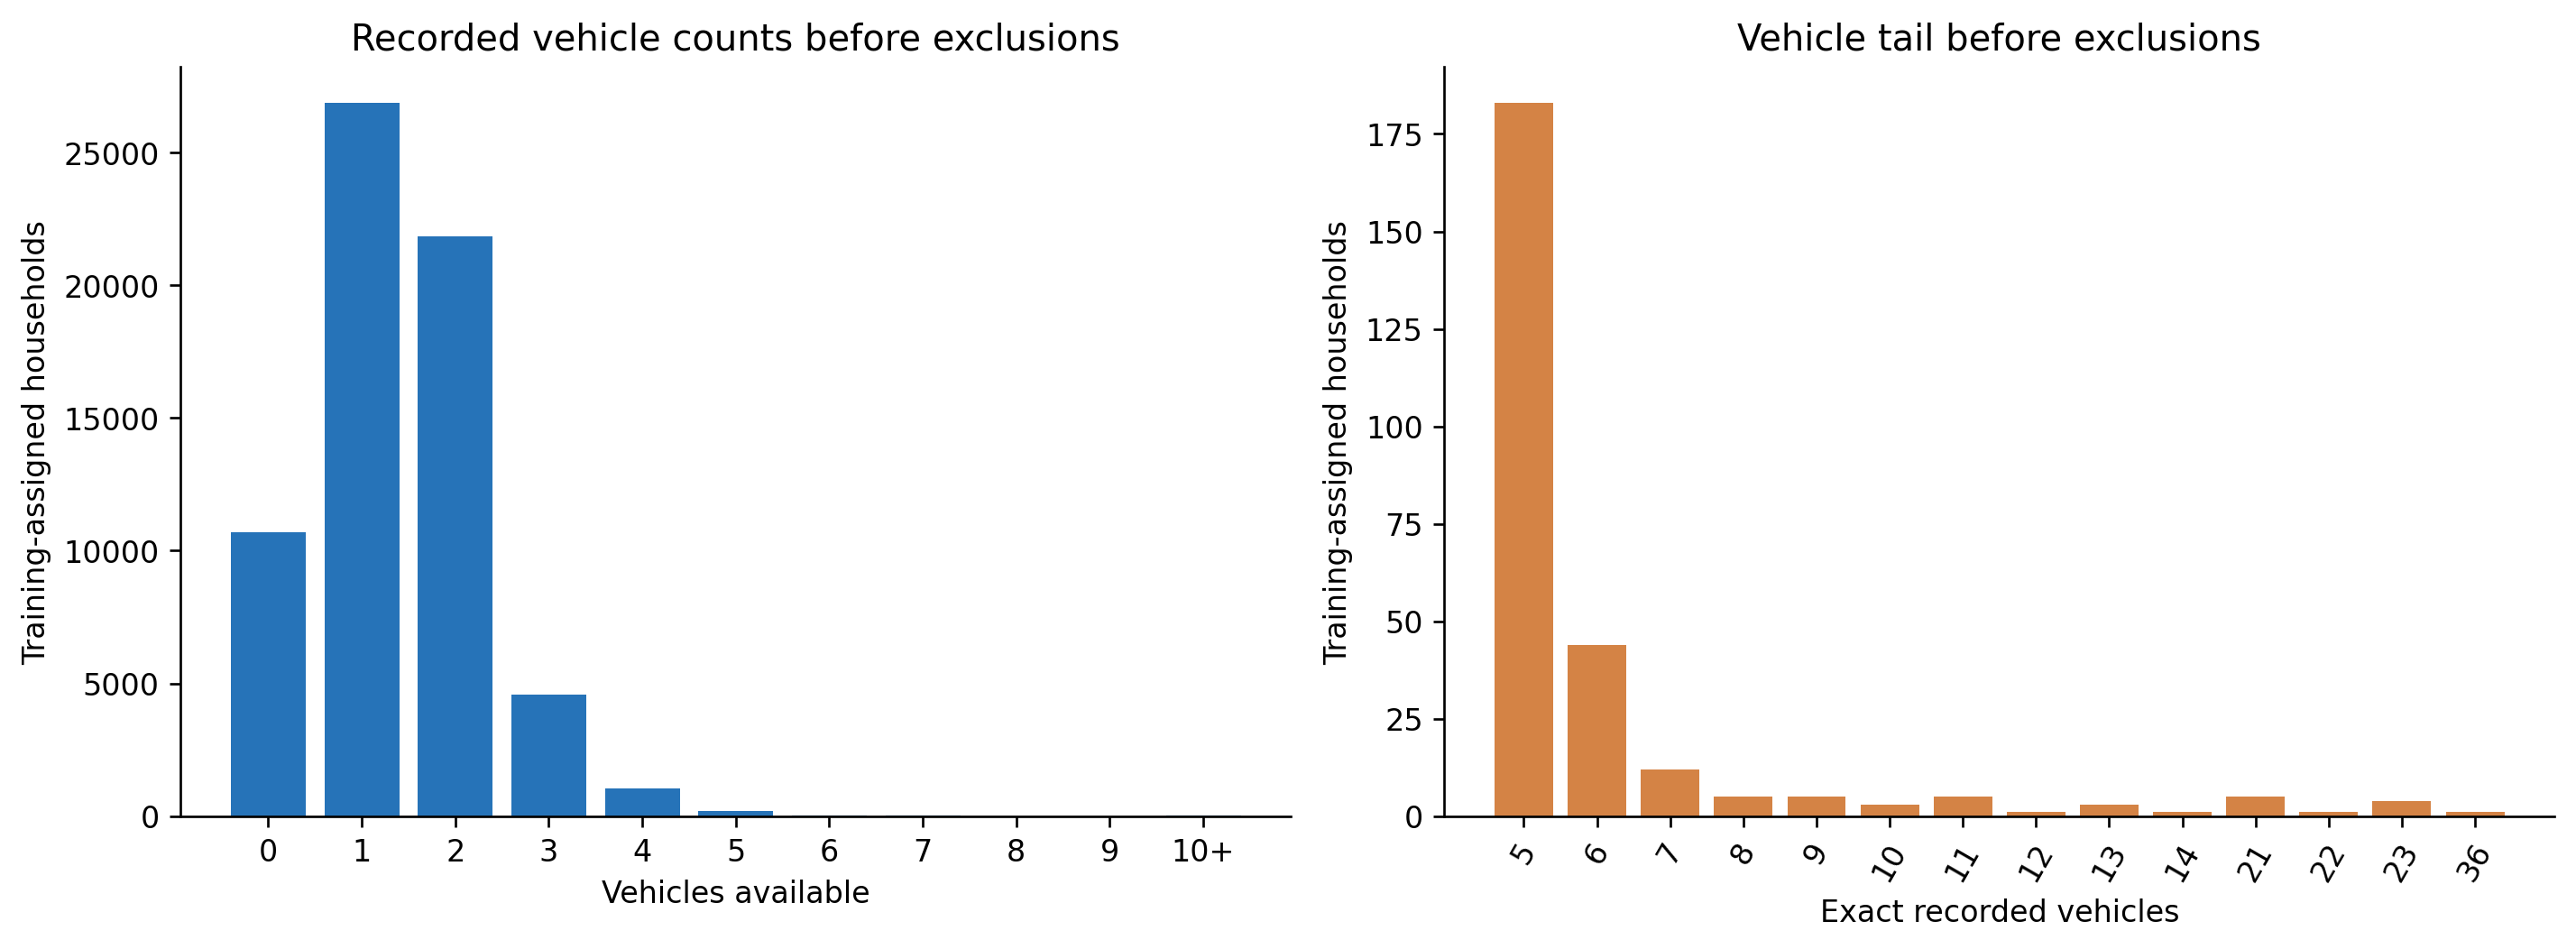 Recorded vehicle counts before exclusions
Training-assigned households
25000
20000
15000
10000
5000
0
0 1 2 3 4 5 6 7 8 9 10+
Vehicles available
Vehicle tail before exclusions
Training-assigned households
175
150
125
100
75
50
25
0
5 6 7 8 9 10 11 12 13 14 21 22 23 36
Exact recorded vehicles